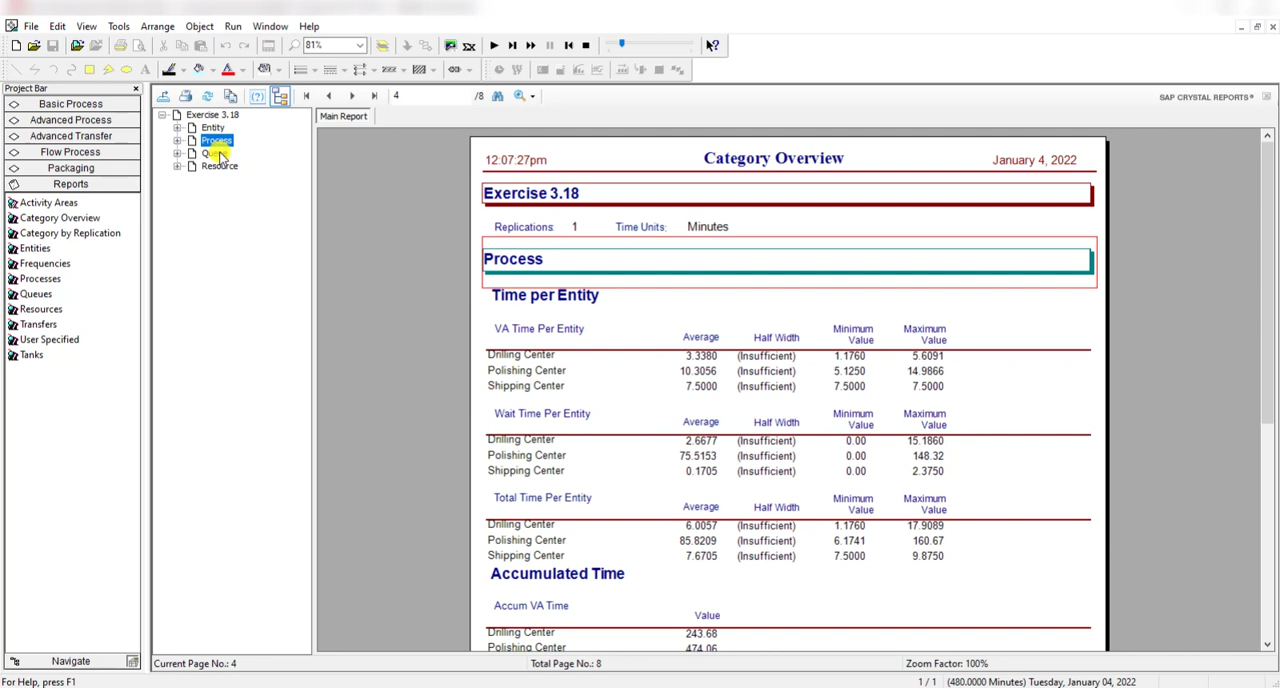 File Edit View Tools Arrange Object Run Window Help
81%
Project Bar
Basic Process
Advanced Process
Advanced Transfer
Flow Process
Packaging
Reports
Activity Areas
Category Overview
Category by Replication
Entities
Frequencies
Processes
Queues
Resources
Transfers
User Specified
Tanks
Navigate
4 /8
SAP CRYSTAL REPORTS®
Exercise 3.18
Entity
Process
Resource
Main Report
12:07:27pm Category Overview January 4, 2022
Exercise 3.18
Replications: 1 Time Units: Minutes
Process
Time per Entity
VA Time Per Entity Average Half Width Minimum Value Maximum Value
Drilling Center 3.3380 (Insufficient) 1.1760 5.6091
Polishing Center 10.3056 (Insufficient) 5.1250 14.9866
Shipping Center 7.5000 (Insufficient) 7.5000 7.5000
Wait Time Per Entity Average Half Width Minimum Value Maximum Value
Drilling Center 2.6677 (Insufficient) 0.00 15.1860
Polishing Center 75.5153 (Insufficient) 0.00 148.32
Shipping Center 0.1705 (Insufficient) 0.00 2.3750
Total Time Per Entity Average Half Width Minimum Value Maximum Value
Drilling Center 6.0057 (Insufficient) 1.1760 17.9089
Polishing Center 85.8209 (Insufficient) 6.1741 160.67
Shipping Center 7.6705 (Insufficient) 7.5000 9.8750
Accumulated Time
Accum VA Time Value
Drilling Center 243.68
Polishing Center 474.06
Current Page No.: 4 Total Page No.: 8 Zoom Factor: 100%
For Help, press F1 1 / 1 (480.0000 Minutes) Tuesday, January 04, 2022